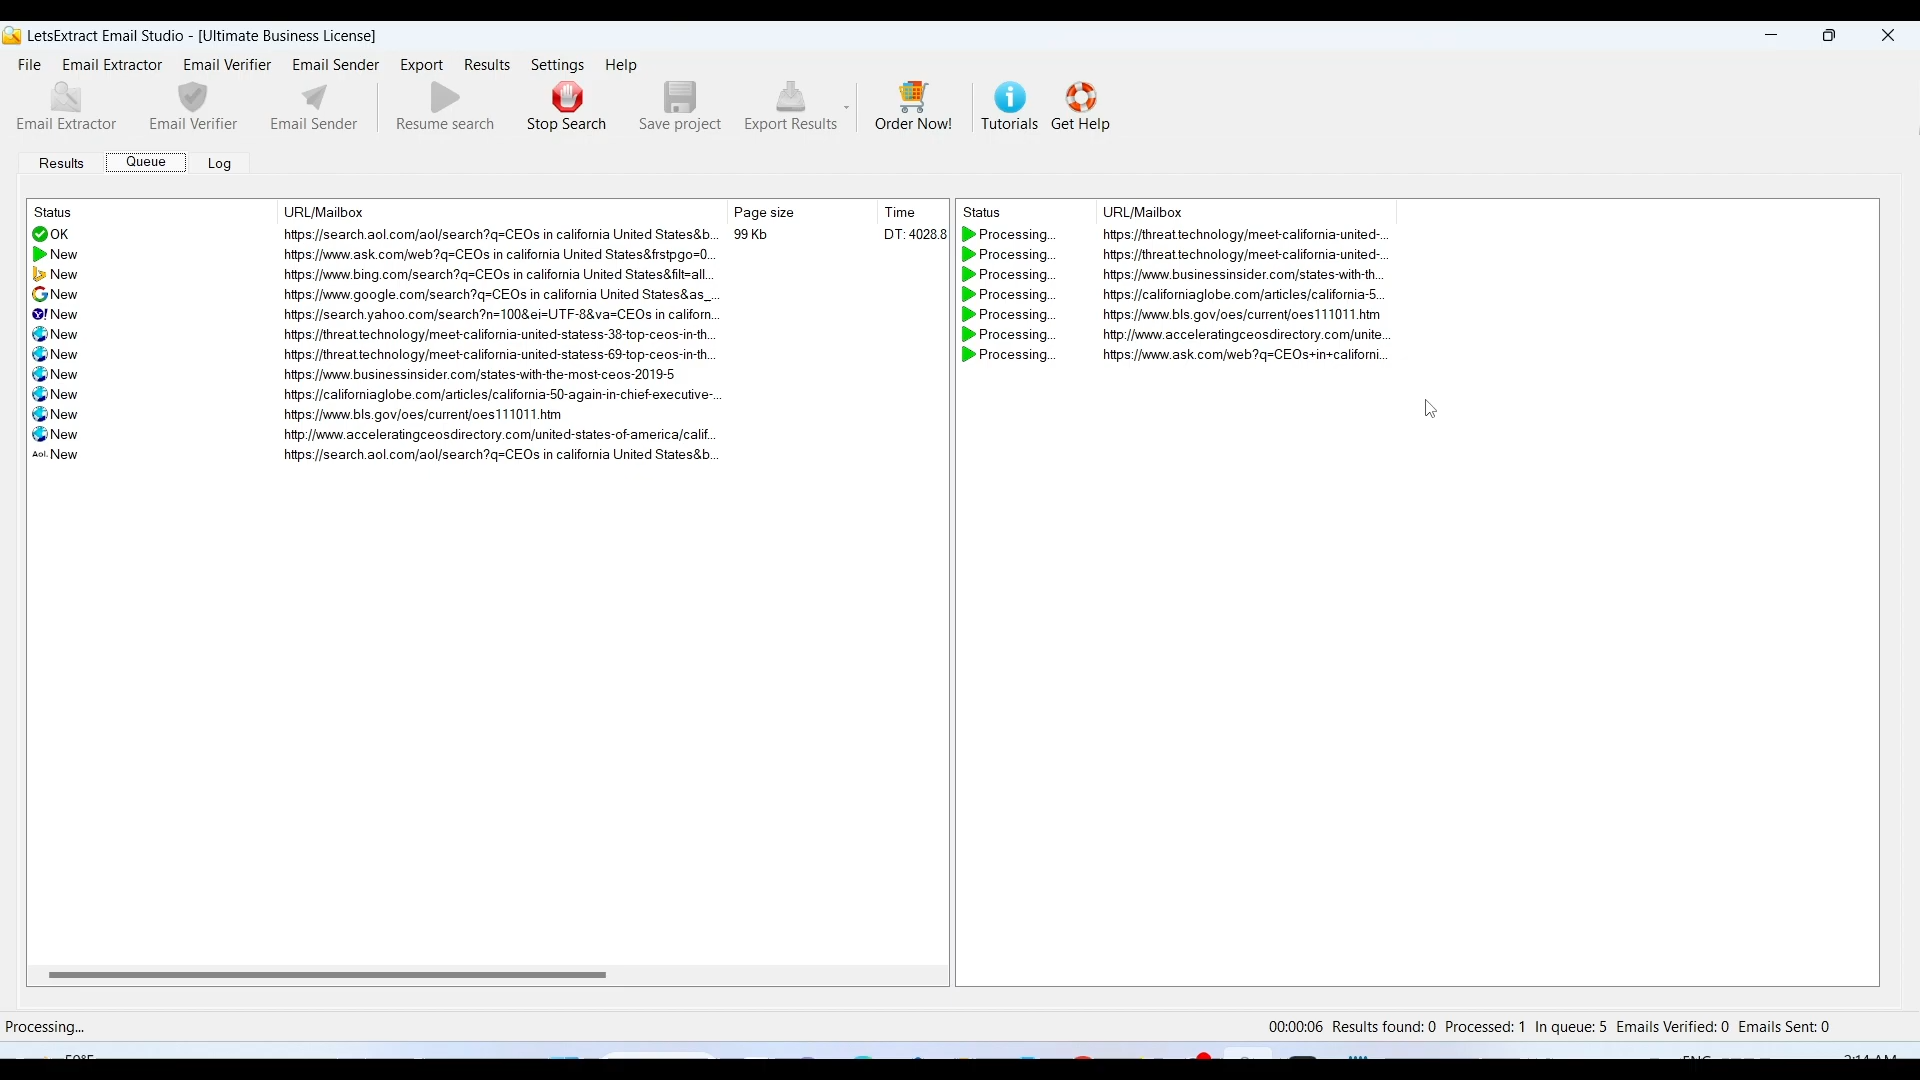 LetsExtract Email Studio - [Ultimate Business License]
File Email Extractor Email Verifier Email Sender Export Results Settings Help
Email Extractor Email Verifier Email Sender Resume search Stop Search Save project Export Results Order Now! Tutorials Get Help
Results Queue Log
Status URL/Mailbox Page size Time Status URL/Mailbox
OK https://search.aol.com/aol/search?q=CEOs in california United States&b... 99 Kb DT: 4028.8 Processing... https://threat.technology/meet-california-united-...
New https://www.ask.com/web?q=CEOs in california United States&frstpgo=0... Processing... https://threat.technology/meet-california-united-...
New https://www.bing.com/search?q=CEOs in california United States&filt=all... Processing... https://www.businessinsider.com/states-with-th...
New https://www.google.com/search?q=CEOs in california United States&as_... Processing... https://californiaglobe.com/articles/california-5...
New https://search.yahoo.com/search?n=100&ei=UTF-8&va=CEOs in californ... Processing... https://www.bls.gov/oes/current/oes111011.htm
New https://threat.technology/meet-california-united-statess-38-top-ceos-in-th... Processing... http://www.acceleratingceosdirectory.com/unite...
New https://threat.technology/meet-california-united-statess-69-top-ceos-in-th... Processing... https://www.ask.com/web?q=CEOs+in+californi...
New https://www.businessinsider.com/states-with-the-most-ceos-2019-5
New https://californiaglobe.com/articles/california-50-again-in-chief-executive-...
New https://www.bls.gov/oes/current/oes111011.htm
New http://www.acceleratingceosdirectory.com/united-states-of-america/calif...
Aol. New https://search.aol.com/aol/search?q=CEOs in california United States&b...
Processing... 00:00:06 Results found: 0 Processed: 1 In queue: 5 Emails Verified: 0 Emails Sent: 0